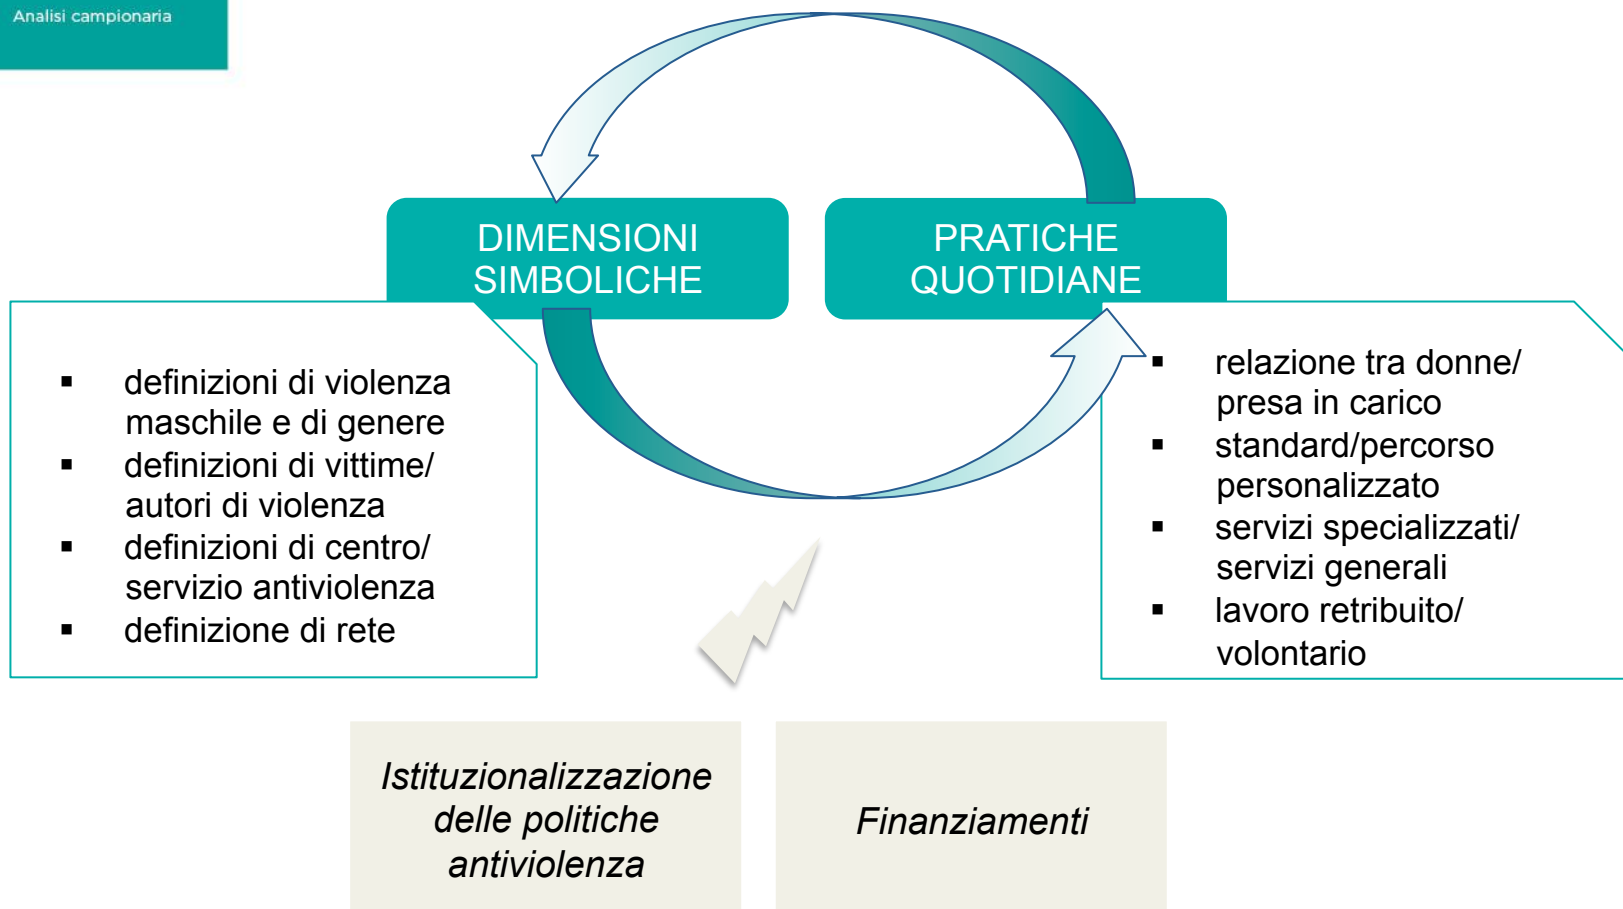 Analisi campionaria
DIMENSIONI
SIMBOLICHE
PRATICHE
QUOTIDIANE
▪ definizioni di violenza
maschile e di genere
▪ definizioni di vittime/
autori di violenza
▪ definizioni di centro/
servizio antiviolenza
▪ definizione di rete
▪ relazione tra donne/
presa in carico
▪ standard/percorso
personalizzato
▪ servizi specializzati/
servizi generali
▪ lavoro retribuito/
volontario
Istituzionalizzazione
delle politiche
antiviolenza
Finanziamenti